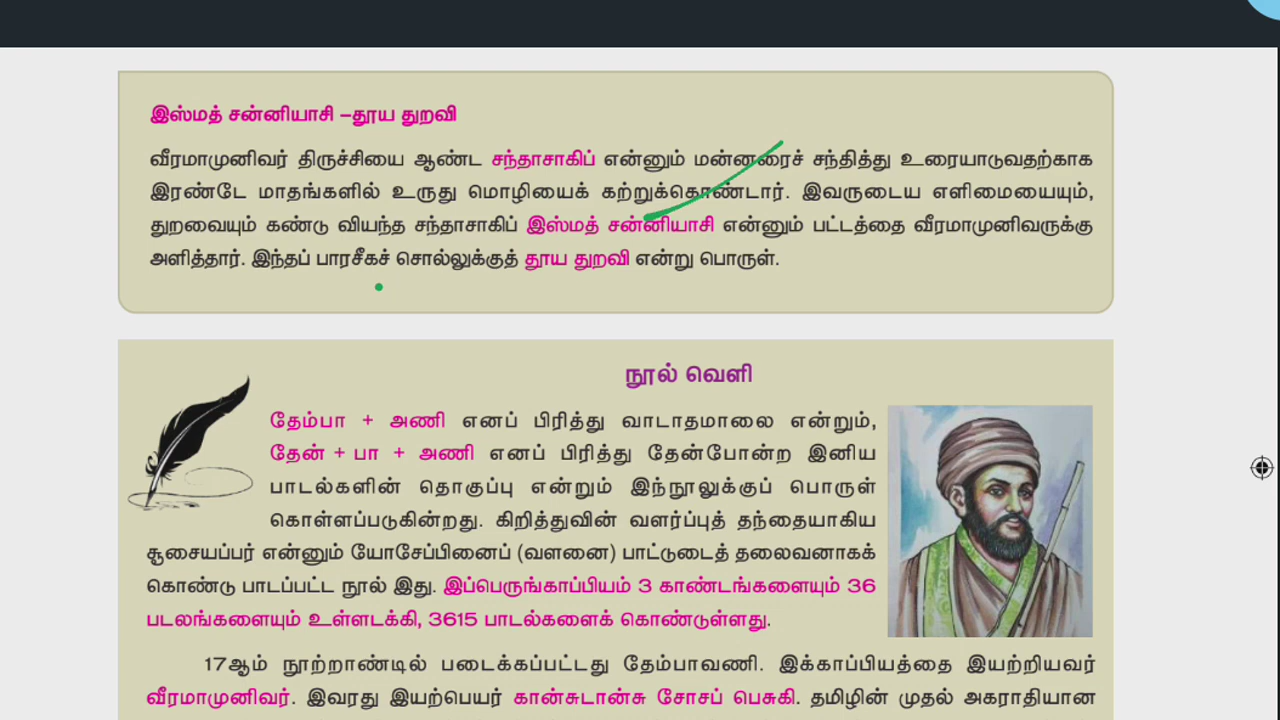 இஸ்மத் சன்னியாசி –தூய துறவி
வீரமாமுனிவர் திருச்சியை ஆண்ட சந்தாசாகிப் என்னும் மன்னரைச் சந்தித்து உரையாடுவதற்காக
இரண்டே மாதங்களில் உருது மொழியைக் கற்றுக்கொண்டார். இவருடைய எளிமையையும்,
துறவையும் கண்டு வியந்த சந்தாசாகிப் இஸ்மத் சன்னியாசி என்னும் பட்டத்தை வீரமாமுனிவருக்கு
அளித்தார். இந்தப் பாரசீகச் சொல்லுக்குத் தூய துறவி என்று பொருள்.
நூல் வெளி
தேம்பா + அணி எனப் பிரித்து வாடாதமாலை என்றும்,
தேன் + பா + அணி எனப் பிரித்து தேன்போன்ற இனிய
பாடல்களின் தொகுப்பு என்றும் இந்நூலுக்குப் பொருள்
கொள்ளப்படுகின்றது. கிறித்துவின் வளர்ப்புத் தந்தையாகிய
சூசையப்பர் என்னும் யோசேப்பினைப் (வளனை) பாட்டுடைத் தலைவனாகக்
கொண்டு பாடப்பட்ட நூல் இது. இப்பெருங்காப்பியம் 3 காண்டங்களையும் 36
படலங்களையும் உள்ளடக்கி, 3615 பாடல்களைக் கொண்டுள்ளது.
17ஆம் நூற்றாண்டில் படைக்கப்பட்டது தேம்பாவணி. இக்காப்பியத்தை இயற்றியவர்
வீரமாமுனிவர். இவரது இயற்பெயர் கான்சுடான்சு சோசப் பெசுகி. தமிழின் முதல் அகராதியான